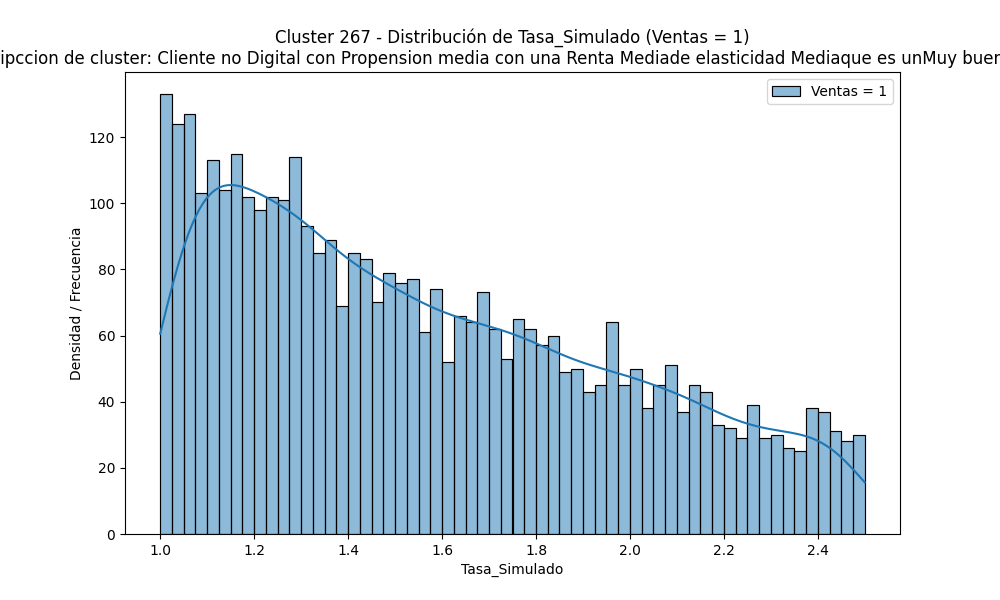 Cluster 267 - Distribución de Tasa_Simulado (Ventas = 1)
ipccion de cluster: Cliente no Digital con Propension media con una Renta Mediade elasticidad Mediaque es unMuy buer
Ventas = 1
Densidad / Frecuencia
120
100
80
60
40
20
0
1.0 1.2 1.4 1.6 1.8 2.0 2.2 2.4
Tasa_Simulado